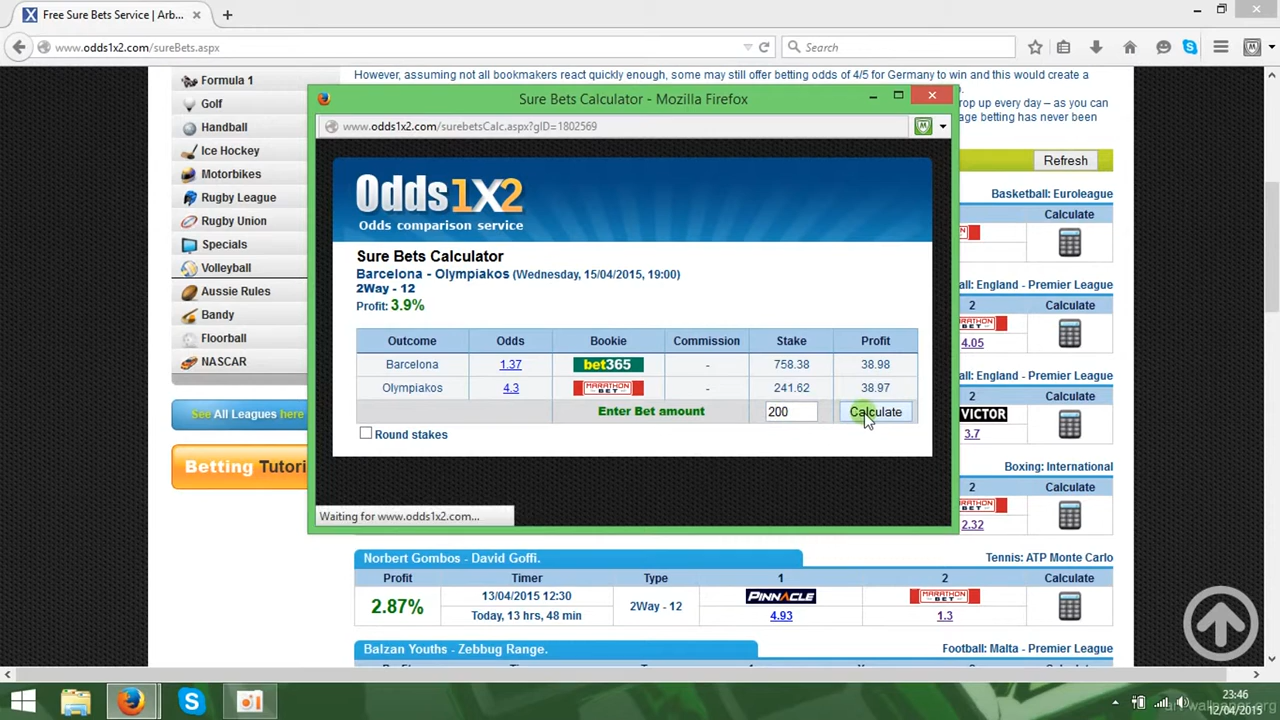 Free Sure Bets Service | Arb...
www.odds1x2.com/sureBets.aspx
Search
Formula 1
Golf
Handball
Ice Hockey
Motorbikes
Rugby League
Rugby Union
Specials
Volleyball
Aussie Rules
Bandy
Floorball
NASCAR
See All Leagues here
Betting Tutori
However, assuming not all bookmakers react quickly enough, some may still offer betting odds of 4/5 for Germany to win and this would create a
rop up every day – as you can
age betting has never been
Refresh
Basketball: Euroleague
Calculate
all: England - Premier League
2 Calculate
MARATHON BET
4.05
all: England - Premier League
2 Calculate
VICTOR
3.7
Boxing: International
2 Calculate
MARATHON BET
2.32
Sure Bets Calculator - Mozilla Firefox
www.odds1x2.com/surebetsCalc.aspx?gID=1802569
Odds1X2
Odds comparison service
Sure Bets Calculator
Barcelona - Olympiakos (Wednesday, 15/04/2015, 19:00)
2Way - 12
Profit: 3.9%
Outcome Odds Bookie Commission Stake Profit
Barcelona 1.37 bet365 - 758.38 38.98
Olympiakos 4.3 MARATHON BET - 241.62 38.97
Enter Bet amount 200 Calculate
Round stakes
Waiting for www.odds1x2.com...
Norbert Gombos - David Goffi. Tennis: ATP Monte Carlo
Profit Timer Type 1 2 Calculate
2.87% 13/04/2015 12:30 2Way - 12 PINNACLE MARATHON BET
Today, 13 hrs, 48 min 4.93 1.3
Balzan Youths - Zebbug Range. Football: Malta - Premier League
23:46
12/04/2015